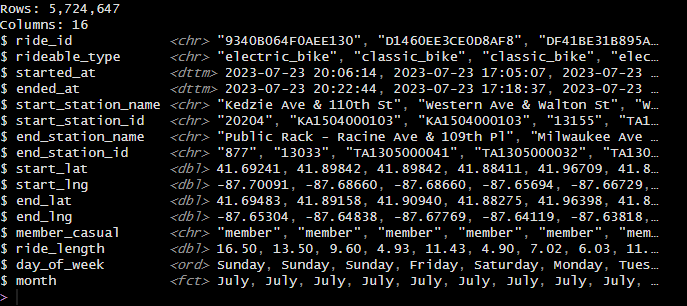 Rows: 5,724,647
Columns: 16
$ ride_id            <chr> "9340B064F0AEE130", "D1460EE3CE0D8AF8", "DF41BE31B895A…
$ rideable_type      <chr> "electric_bike", "classic_bike", "classic_bike", "elec…
$ started_at         <dttm> 2023-07-23 20:06:14, 2023-07-23 17:05:07, 2023-07-23 …
$ ended_at           <dttm> 2023-07-23 20:22:44, 2023-07-23 17:18:37, 2023-07-23 …
$ start_station_name <chr> "Kedzie Ave & 110th St", "Western Ave & Walton St", "W…
$ start_station_id   <chr> "20204", "KA1504000103", "KA1504000103", "13155", "TA1…
$ end_station_name   <chr> "Public Rack - Racine Ave & 109th Pl", "Milwaukee Ave …
$ end_station_id     <chr> "877", "13033", "TA1305000041", "TA1305000032", "TA130…
$ start_lat          <dbl> 41.69241, 41.89842, 41.89842, 41.88411, 41.96709, 41.8…
$ start_lng          <dbl> -87.70091, -87.68660, -87.68660, -87.65694, -87.66729,…
$ end_lat            <dbl> 41.69483, 41.89158, 41.90940, 41.88275, 41.96398, 41.8…
$ end_lng            <dbl> -87.65304, -87.64838, -87.67769, -87.64119, -87.63818,…
$ member_casual      <chr> "member", "member", "member", "member", "member", "mem…
$ ride_length        <dbl> 16.50, 13.50, 9.60, 4.93, 11.43, 4.90, 7.02, 6.03, 11.…
$ day_of_week        <ord> Sunday, Sunday, Sunday, Friday, Saturday, Monday, Tues…
$ month              <fct> July, July, July, July, July, July, July, July, July, …
>